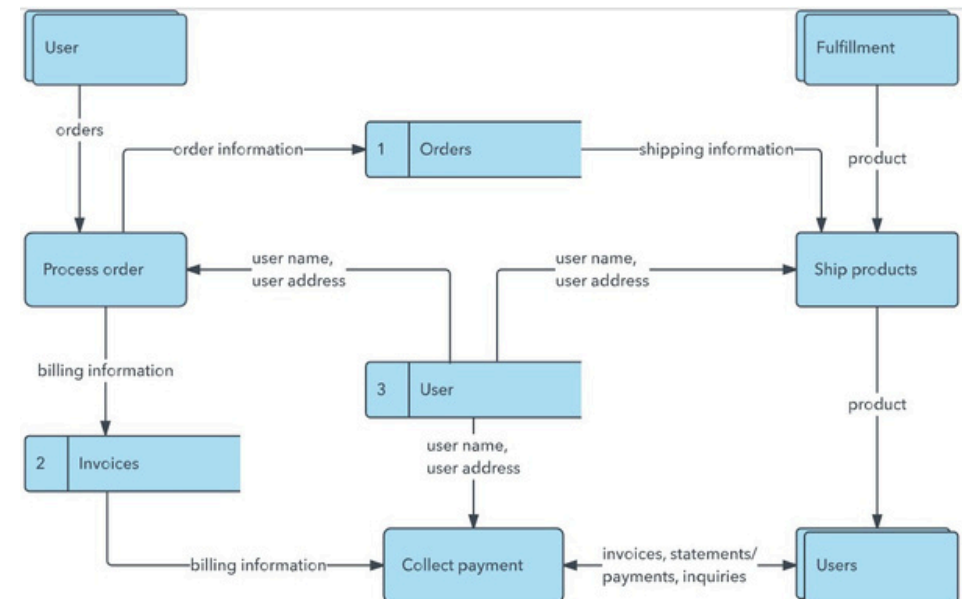 User
Fulfillment
orders
order information
1
Orders
shipping information
product
Process order
user name,
user address
user name,
user address
Ship products
billing information
3
User
product
2
Invoices
user name,
user address
billing information
Collect payment
invoices, statements/
payments, inquiries
Users